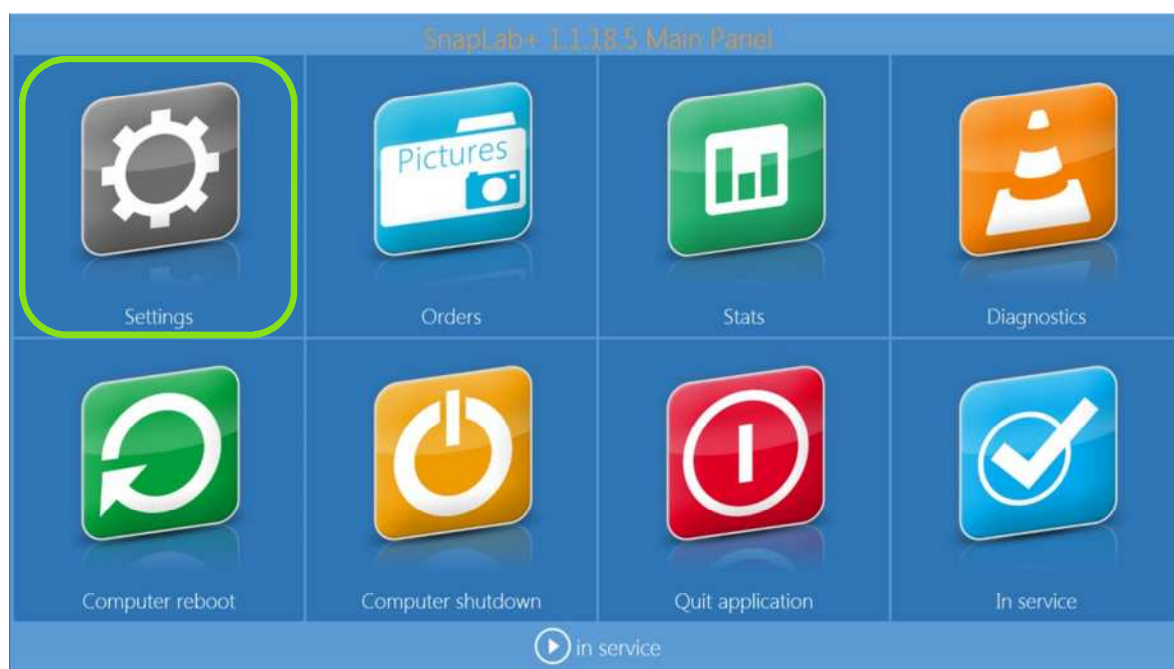 SnapLab+ 1.1.18.5 Main Panel
Pictures
Settings
Orders
Stats
Diagnostics
Computer reboot
Computer shutdown
Quit application
In service
in service